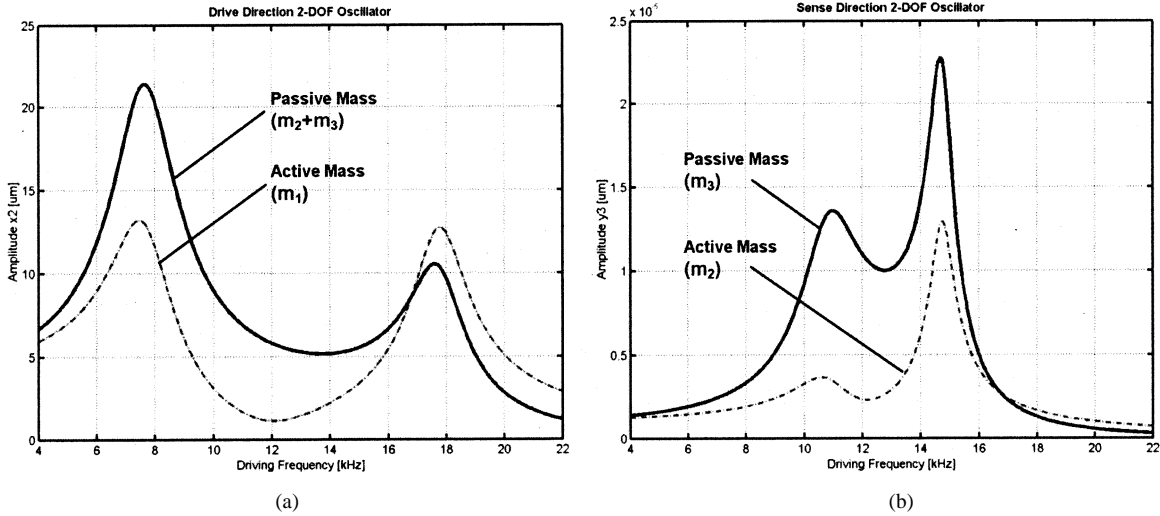 Drive Direction 2-DOF Oscillator
25
20
15
10
5
0
Amplitude x2 [um]
Passive Mass
(m2+m3)
Active Mass
(m1)
4 6 8 10 12 14 16 18 20 22
Driving Frequency [kHz]
(a)
x 10^-5
Sense Direction 2-DOF Oscillator
2.5
2
1.5
1
0.5
0
Amplitude y3 [um]
Passive Mass
(m3)
Active Mass
(m2)
4 6 8 10 12 14 16 18 20 22
Driving Frequency [kHz]
(b)